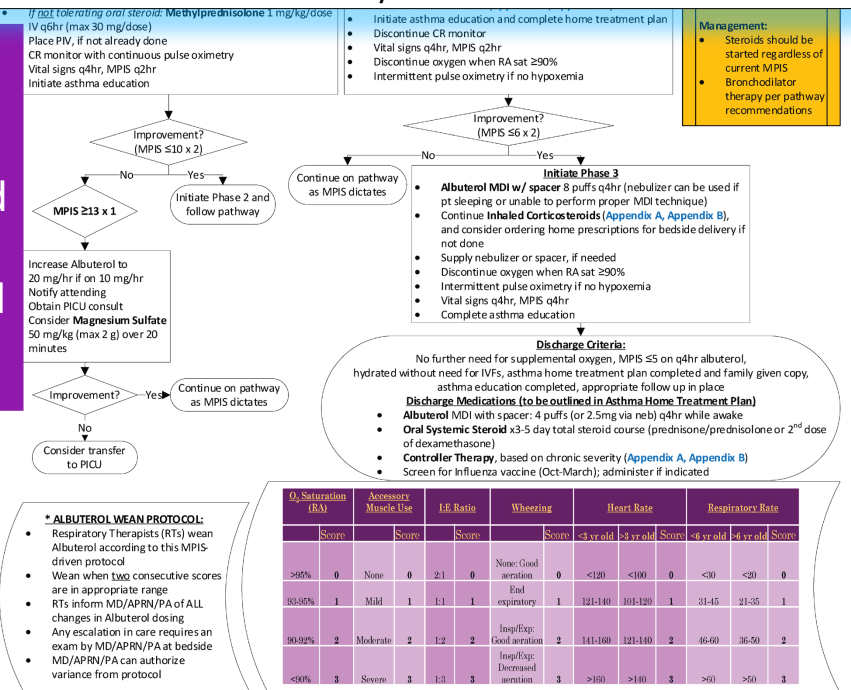 If not tolerating oral steroid: Methylprednisolone 1 mg/kg/dose
IV q6hr (max 30 mg/dose)
Place PIV, if not already done
CR monitor with continuous pulse oximetry
Vital signs q4hr, MPIS q2hr
Initiate asthma education
• Initiate asthma education and complete home treatment plan
• Discontinue CR monitor
• Vital signs q4hr, MPIS q2hr
• Discontinue oxygen when RA sat ≥90%
• Intermittent pulse oximetry if no hypoxemia
Management:
• Steroids should be
started regardless of
current MPIS
• Bronchodilator
therapy per pathway
recommendations
Improvement?
(MPIS ≤10 x 2)
No
Yes
Initiate Phase 2 and
follow pathway
MPIS ≥13 x 1
Increase Albuterol to
20 mg/hr if on 10 mg/hr
Notify attending
Obtain PICU consult
Consider Magnesium Sulfate
50 mg/kg (max 2 g) over 20
minutes
Improvement?
Yes
Continue on pathway
as MPIS dictates
No
Consider transfer
to PICU
Improvement?
(MPIS ≤6 x 2)
No
Yes
Continue on pathway
as MPIS dictates
Initiate Phase 3
• Albuterol MDI w/ spacer 8 puffs q4hr (nebulizer can be used if
pt sleeping or unable to perform proper MDI technique)
• Continue Inhaled Corticosteroids (Appendix A, Appendix B),
and consider ordering home prescriptions for bedside delivery if
not done
• Supply nebulizer or spacer, if needed
• Discontinue oxygen when RA sat ≥90%
• Intermittent pulse oximetry if no hypoxemia
• Vital signs q4hr, MPIS q4hr
• Complete asthma education
Discharge Criteria:
No further need for supplemental oxygen, MPIS ≤5 on q4hr albuterol,
hydrated without need for IVFs, asthma home treatment plan completed and family given copy,
asthma education completed, appropriate follow up in place
Discharge Medications (to be outlined in Asthma Home Treatment Plan)
• Albuterol MDI with spacer: 4 puffs (or 2.5mg via neb) q4hr while awake
• Oral Systemic Steroid x3-5 day total steroid course (prednisone/prednisolone or 2nd dose
of dexamethasone)
• Controller Therapy, based on chronic severity (Appendix A, Appendix B)
• Screen for Influenza vaccine (Oct-March); administer if indicated
* ALBUTEROL WEAN PROTOCOL:
• Respiratory Therapists (RTs) wean
Albuterol according to this MPIS-
driven protocol
• Wean when two consecutive scores
are in appropriate range
• RTs inform MD/APRN/PA of ALL
changes in Albuterol dosing
• Any escalation in care requires an
exam by MD/APRN/PA at bedside
• MD/APRN/PA can authorize
variance from protocol
O2 Saturation (RA) Accessory Muscle Use I:E Ratio Wheezing Heart Rate Respiratory Rate
Score Score Score Score <3 yr old >3 yr old Score <6 yr old >6 yr old Score
>95% 0 None 0 2:1 0 None; Good aeration 0 <120 <100 0 <30 <20 0
93-95% 1 Mild 1 1:1 1 End expiratory 1 121-140 101-120 1 31-45 21-35 1
90-92% 2 Moderate 2 1:2 2 Insp/Exp: Good aeration 2 141-160 121-140 2 46-60 36-50 2
<90% 3 Severe 3 1:3 3 Insp/Exp: Decreased aeration 3 >160 >140 3 >60 >50 3